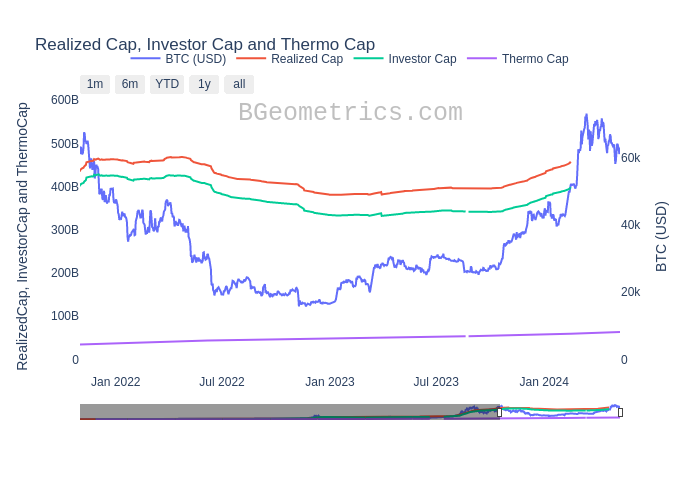 Realized Cap, Investor Cap and Thermo Cap
BTC (USD) Realized Cap Investor Cap Thermo Cap
1m 6m YTD 1y all
BGeometrics.com
600B
500B
400B
300B
200B
100B
0
RealizedCap, InvestorCap and ThermoCap
60k
40k
20k
0
BTC (USD)
Jan 2022 Jul 2022 Jan 2023 Jul 2023 Jan 2024